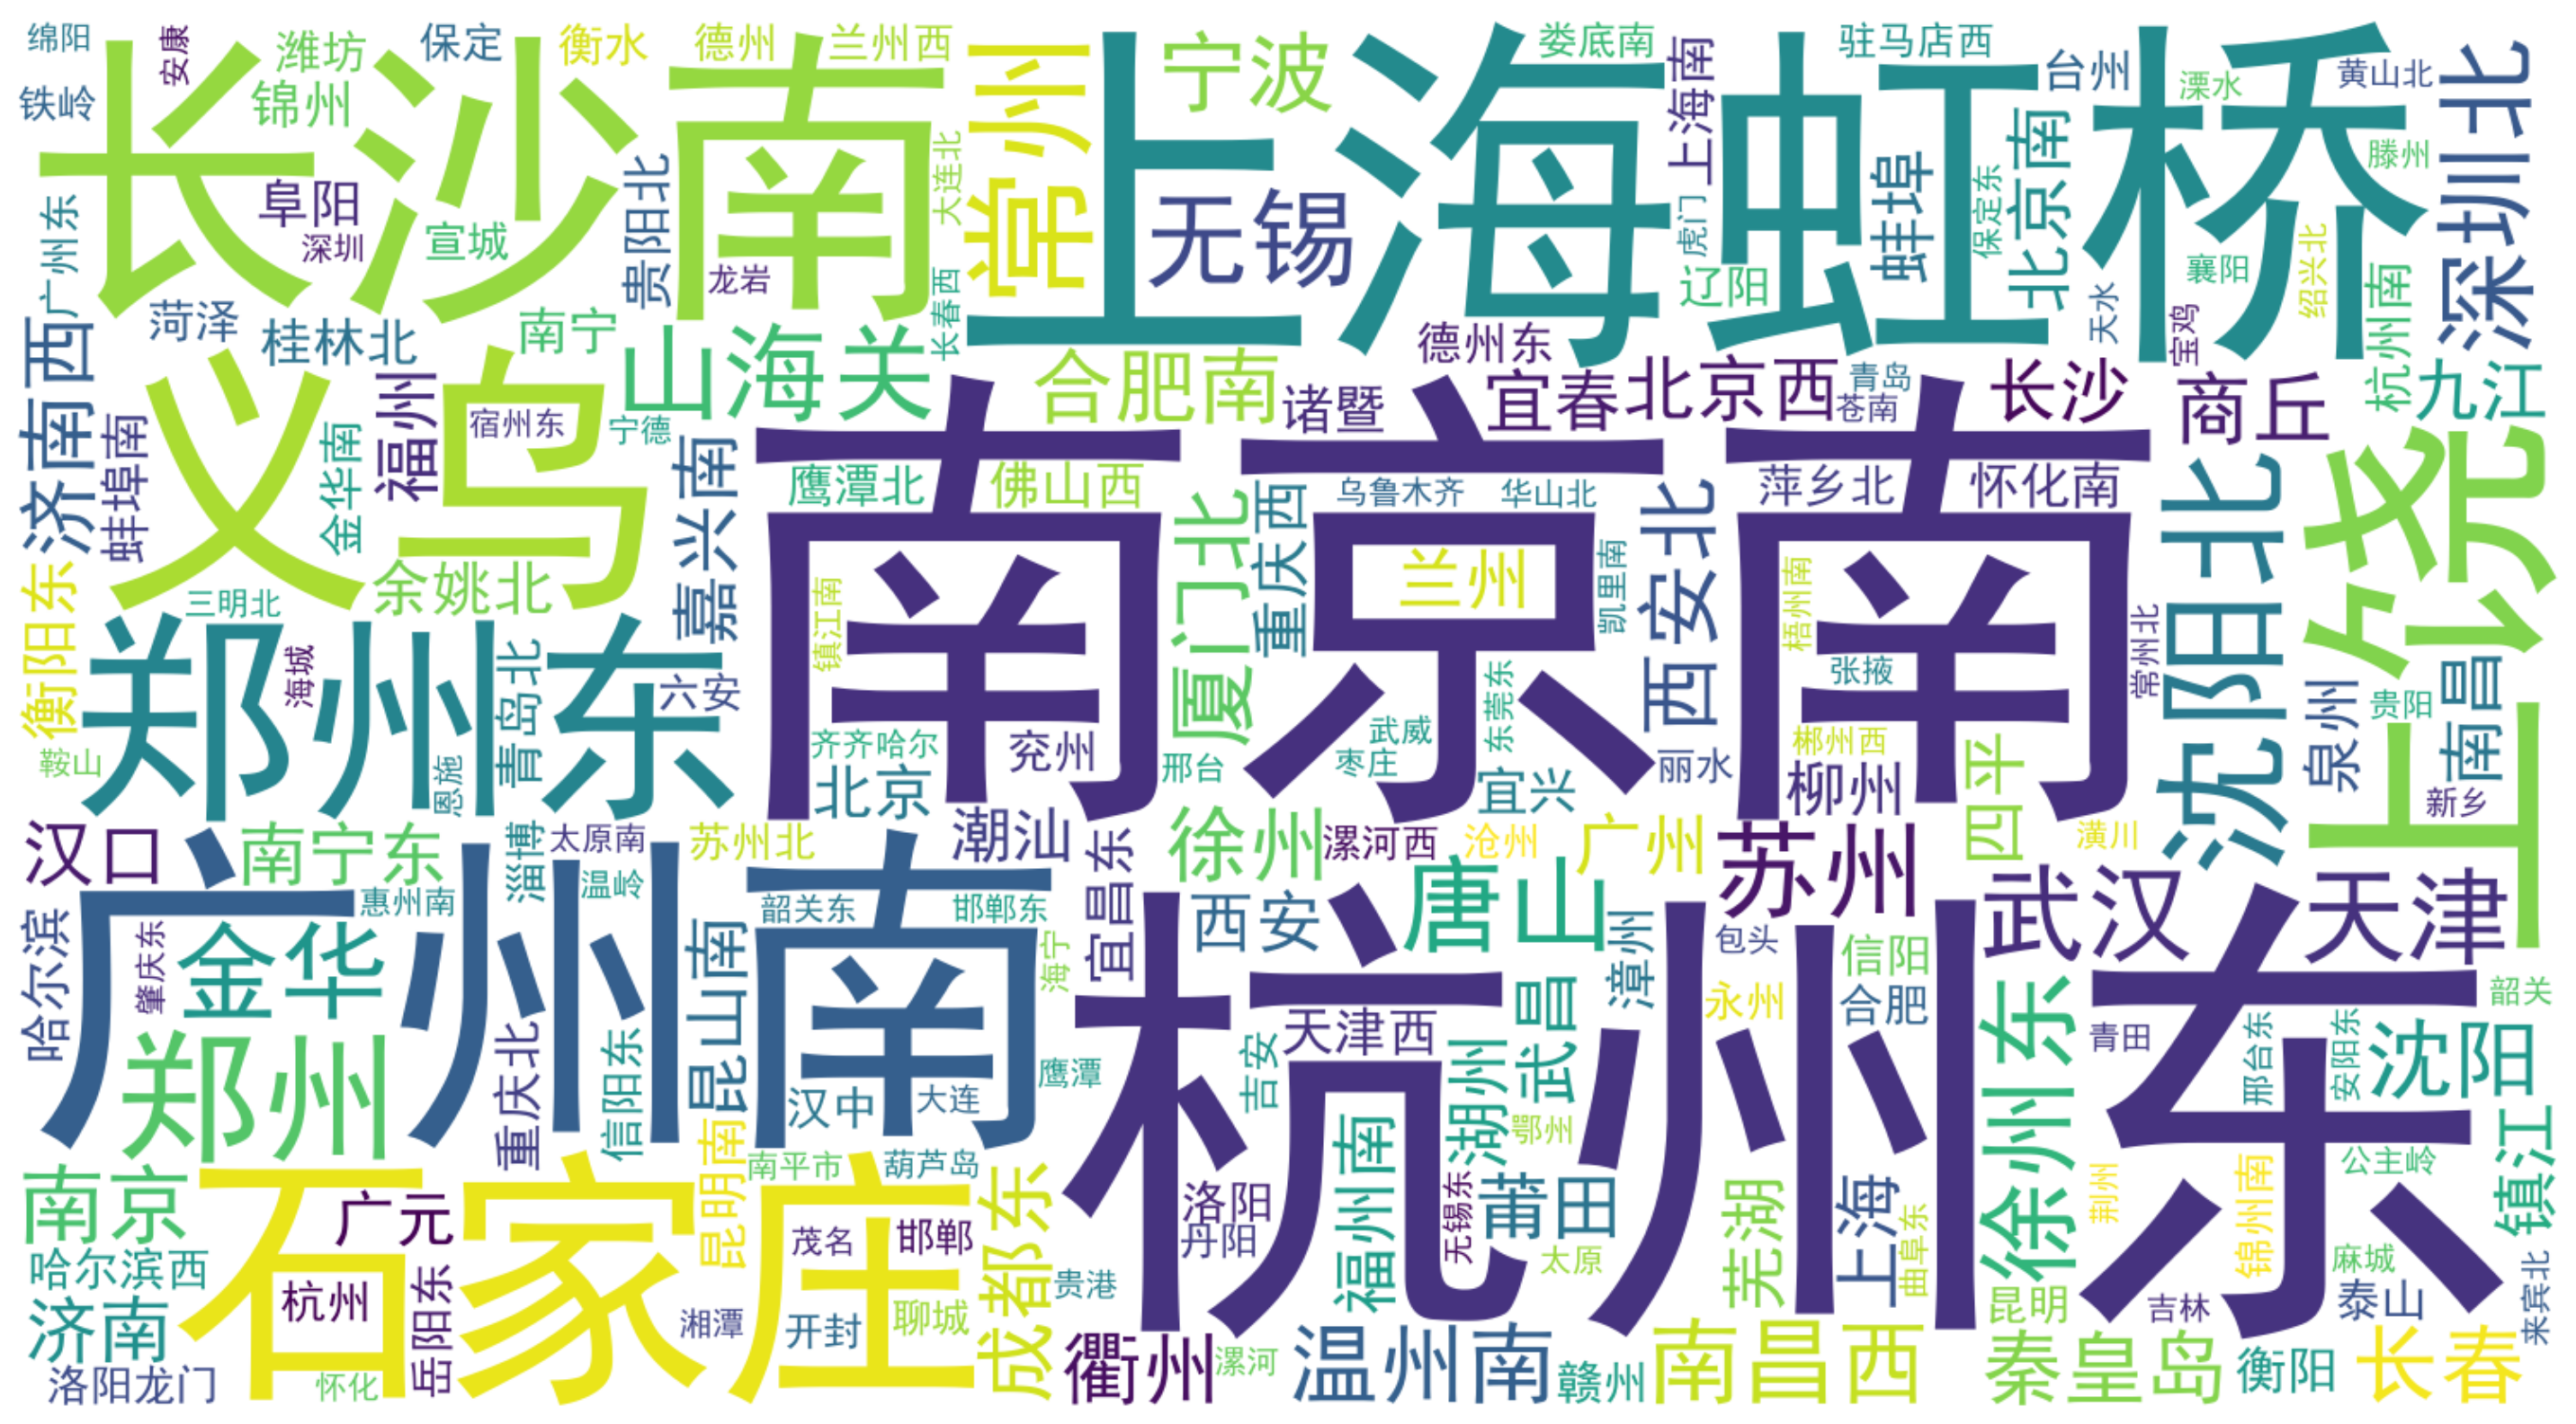 绵阳
安康
潍坊
保定
衡水
德州
兰州西
常州
宁波
娄底南
上海南
驻马店西
台州
溧水
黄山北
深圳北
铁岭
锦州
长沙南
上海虹桥
滕州
广州东
阜阳
深圳
宣城
贵阳北
龙岩
大连北
长春西
无锡
虎门
辽阳
蚌埠
保定东
北京南
天水
襄阳
宝鸡
绍兴北
杭州南
济南西
菏泽
桂林北
南宁
山海关
合肥南
德州东
诸暨
宜春
北京西
青岛
苍南
长沙
商丘
九江
义乌
福州
宿州东
宁德
蚌埠南
金华南
嘉兴南
南京南
鹰潭北
佛山西
厦门北
重庆西
乌鲁木齐
华山北
西安北
萍乡北
怀化南
沈阳北
上饶
衡阳东
三明北
余姚北
镇江南
兰州
凯里南
梧州南
张掖
常州北
郑州东
海城
青岛北
六安
鞍山
恩施
齐齐哈尔
兖州
北京
邢台
武威
枣庄
东莞东
宜兴
丽水
郴州西
柳州
四平
泉州
贵阳
南昌
新乡
汉口
南宁东
淄博
太原南
温岭
苏州北
潮汕
宜昌东
徐州
漯河西
沧州
广州
苏州
潢川
武汉
天津
广州南
惠州南
哈尔滨
肇庆东
金华
韶关东
邯郸东
海宁
西安
唐山
漳州
包头
信阳
永州
合肥
韶关
杭州东
郑州
重庆北
信阳东
昆山南
汉中
大连
鹰潭
吉安
天津西
湖州
武昌
鄂州
徐州东
青田
邢台东
安阳东
沈阳
南京
石家庄
广元
昆明南
南平市
葫芦岛
茂名
邯郸
成都东
洛阳
丹阳
福州南
无锡东
莆田
太原
芜湖
上海
曲阜东
荆州
锦州南
公主岭
麻城
镇江
哈尔滨西
济南
杭州
岳阳东
湘潭
开封
聊城
贵港
昆明
吉林
泰山
来宾北
洛阳龙门
怀化
衢州
漯河
温州南
赣州
南昌西
秦皇岛
衡阳
长春